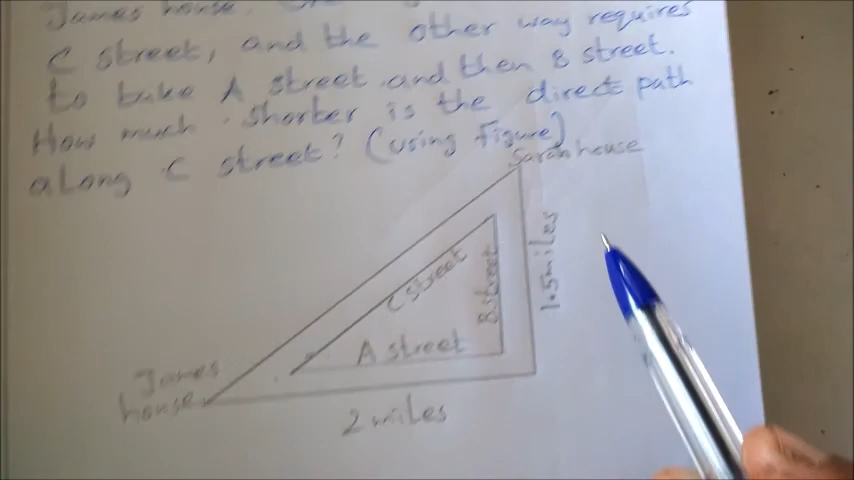 James house.
C street, and the other way requires
to take A street and then B street.
How much shorter is the direct path
along C street? (using figure)
Sarah house
C street
B street
1.5 miles
A street
James
house
2 miles